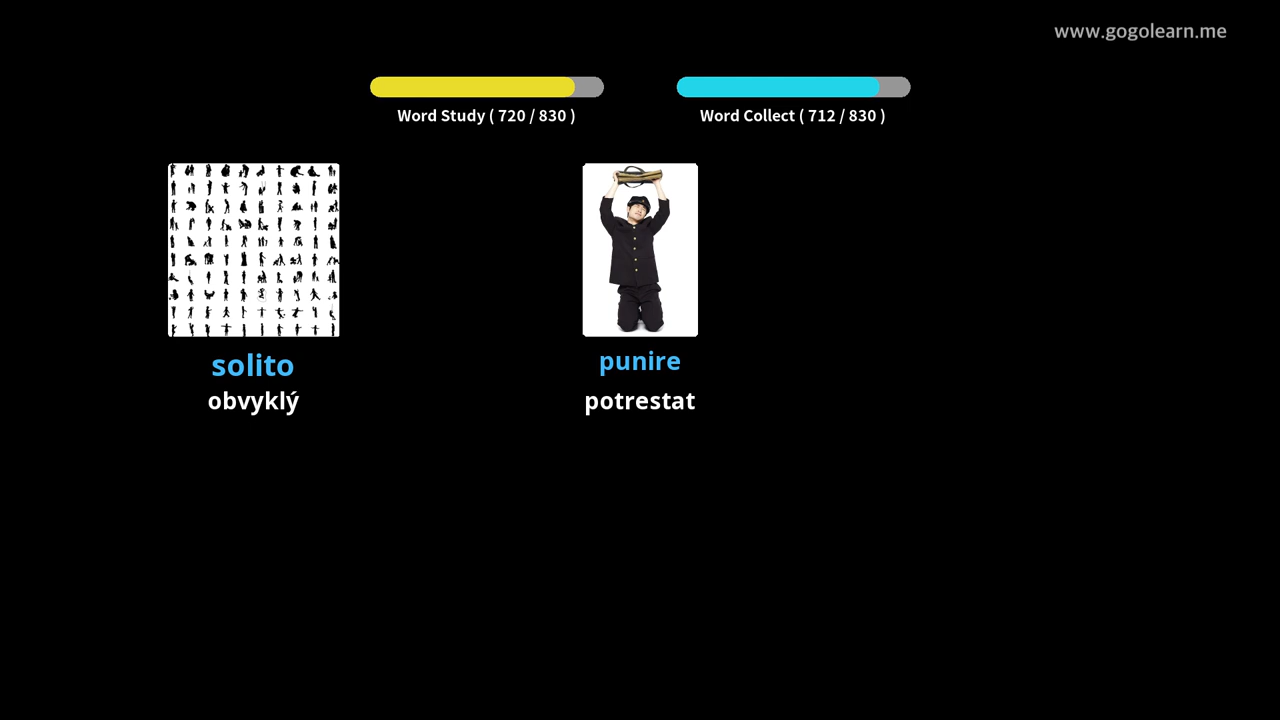 www.gogolearn.me
Word Study ( 720 / 830 )
Word Collect ( 712 / 830 )
solito
obvyklý
punire
potrestat